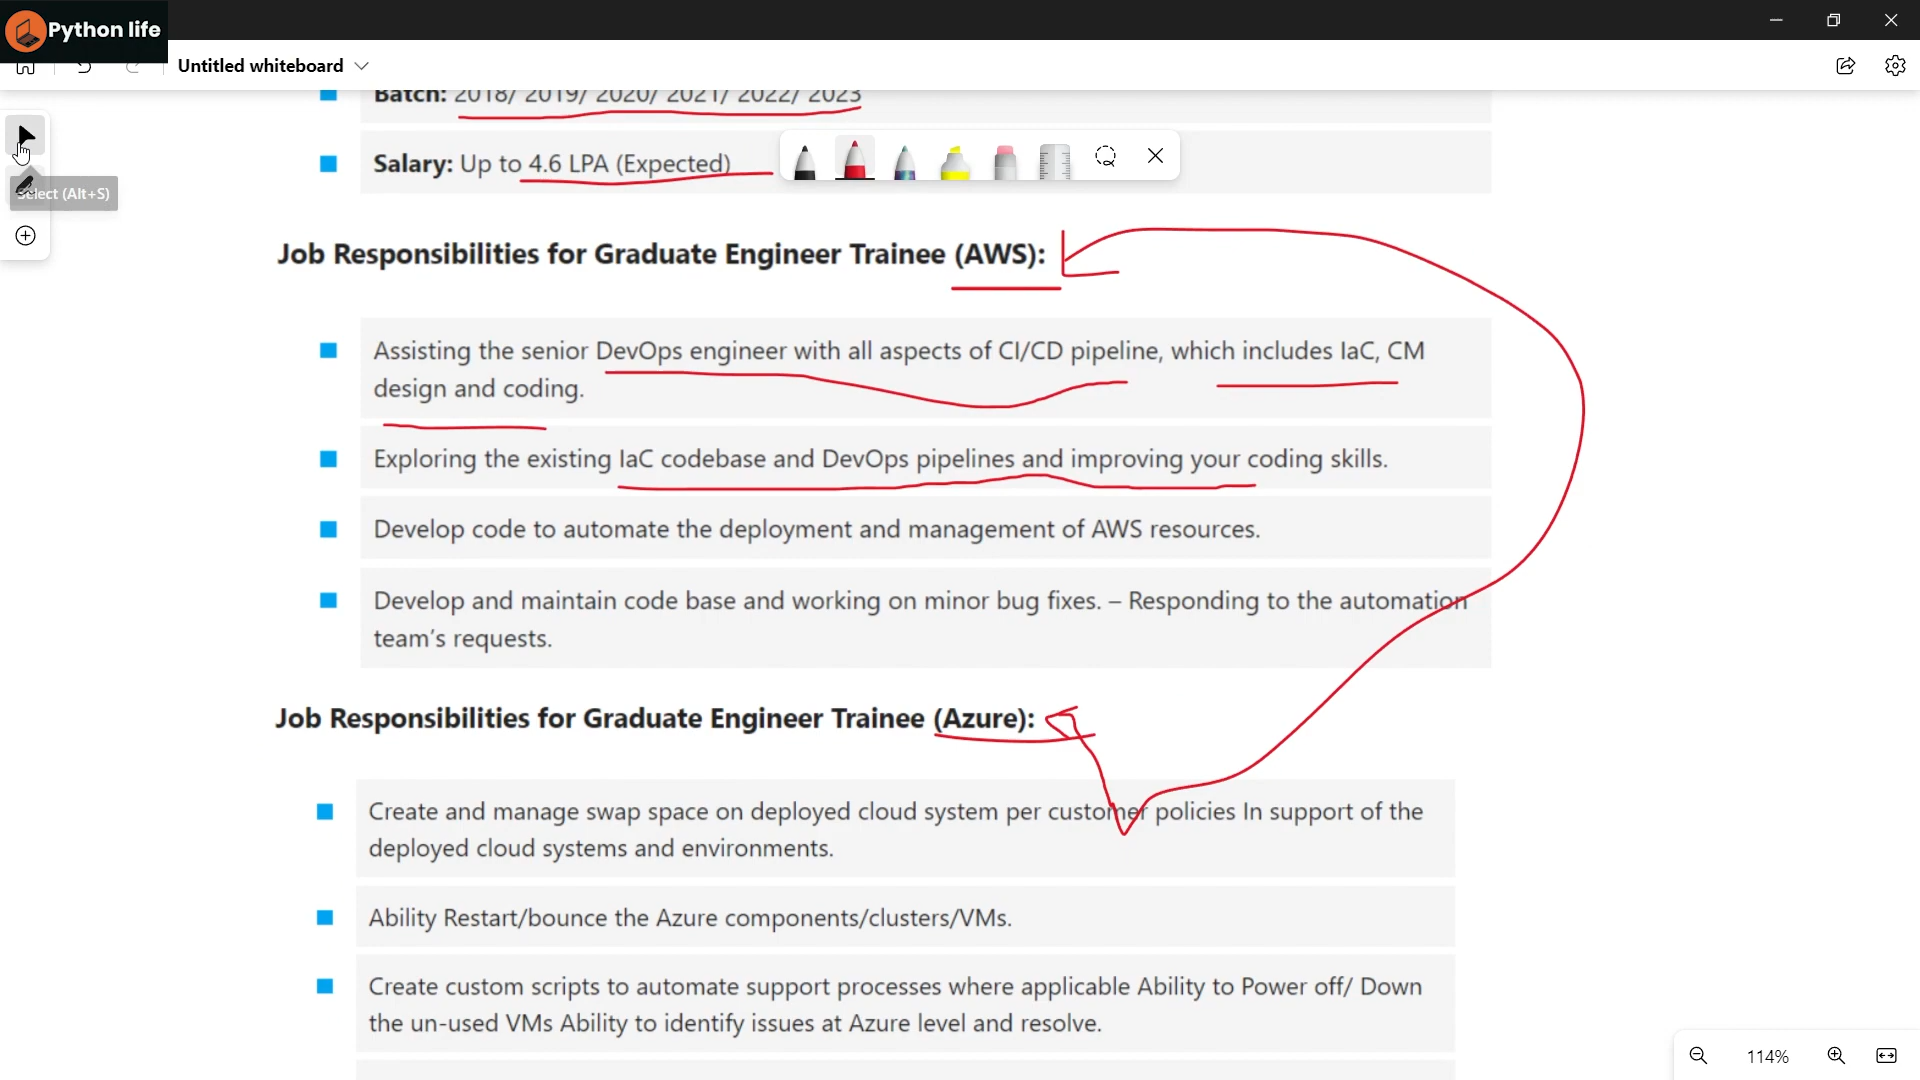 Python life
Untitled whiteboard
Batch: 2018/ 2019/ 2020/ 2021/ 2022/ 2023
Salary: Up to 4.6 LPA (Expected)
Select (Alt+S)
Job Responsibilities for Graduate Engineer Trainee (AWS):
Assisting the senior DevOps engineer with all aspects of CI/CD pipeline, which includes IaC, CM
design and coding.
Exploring the existing IaC codebase and DevOps pipelines and improving your coding skills.
Develop code to automate the deployment and management of AWS resources.
Develop and maintain code base and working on minor bug fixes. – Responding to the automation
team’s requests.
Job Responsibilities for Graduate Engineer Trainee (Azure):
Create and manage swap space on deployed cloud system per customer policies In support of the
deployed cloud systems and environments.
Ability Restart/bounce the Azure components/clusters/VMs.
Create custom scripts to automate support processes where applicable Ability to Power off/ Down
the un-used VMs Ability to identify issues at Azure level and resolve.
114%